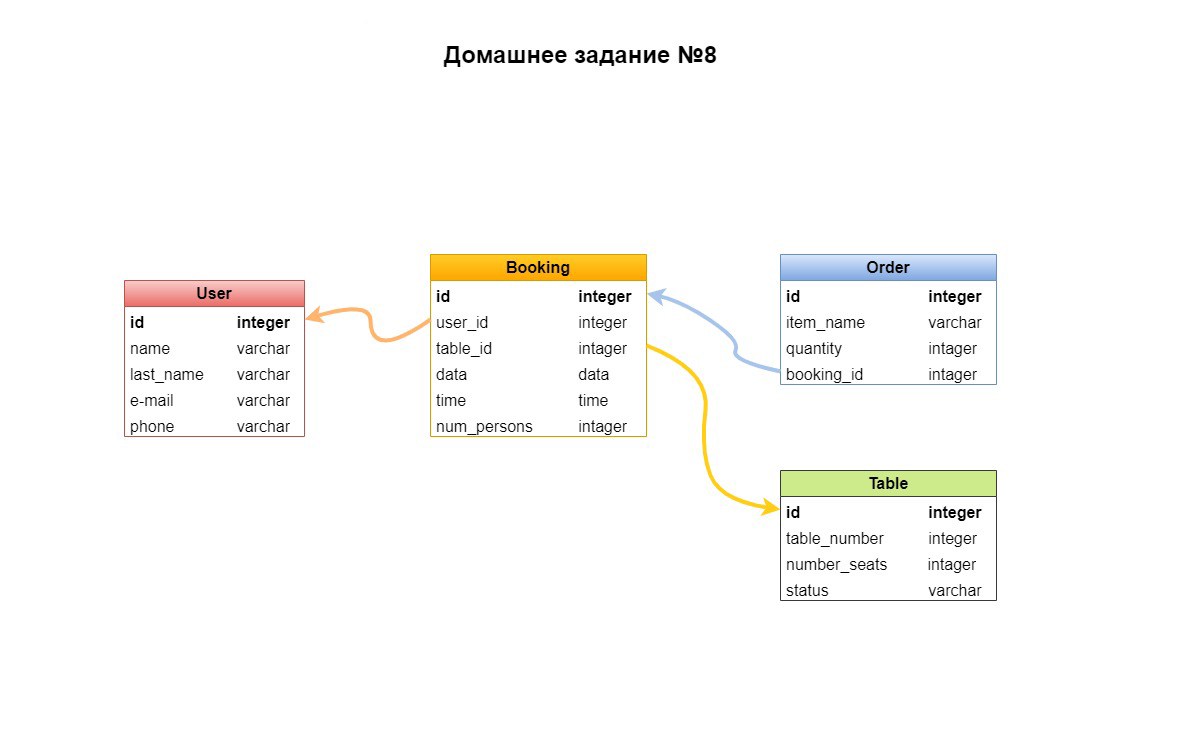 Домашнее задание №8
User
id integer
name varchar
last_name varchar
e-mail varchar
phone varchar
Booking
id integer
user_id integer
table_id intager
data data
time time
num_persons intager
Order
id integer
item_name varchar
quantity intager
booking_id intager
Table
id integer
table_number integer
number_seats intager
status varchar